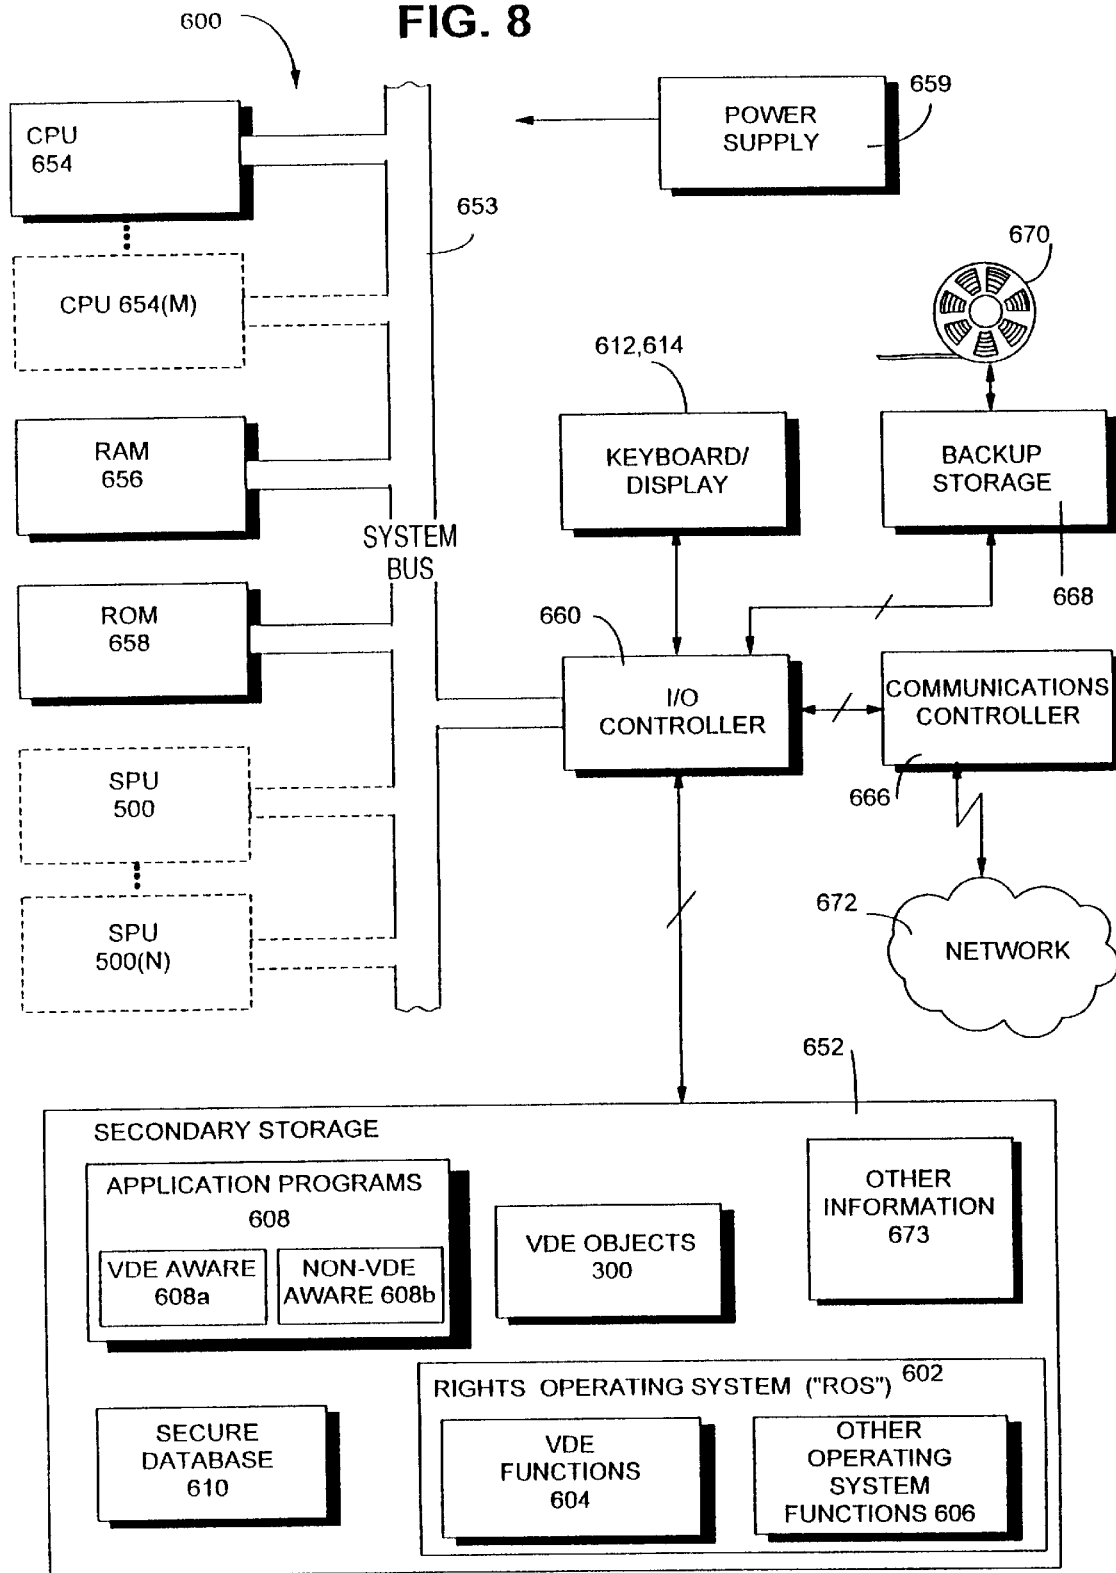 FIG. 8
600
CPU
654
CPU 654(M)
RAM
656
ROM
658
SPU
500
SPU
500(N)
653
SYSTEM
BUS
POWER
SUPPLY
659
670
612,614
KEYBOARD/
DISPLAY
BACKUP
STORAGE
668
660
I/O
CONTROLLER
COMMUNICATIONS
CONTROLLER
666
672
NETWORK
652
SECONDARY STORAGE
APPLICATION PROGRAMS
608
VDE AWARE
608a
NON-VDE
AWARE 608b
VDE OBJECTS
300
OTHER
INFORMATION
673
SECURE
DATABASE
610
RIGHTS OPERATING SYSTEM ("ROS") 602
VDE
FUNCTIONS
604
OTHER
OPERATING
SYSTEM
FUNCTIONS 606